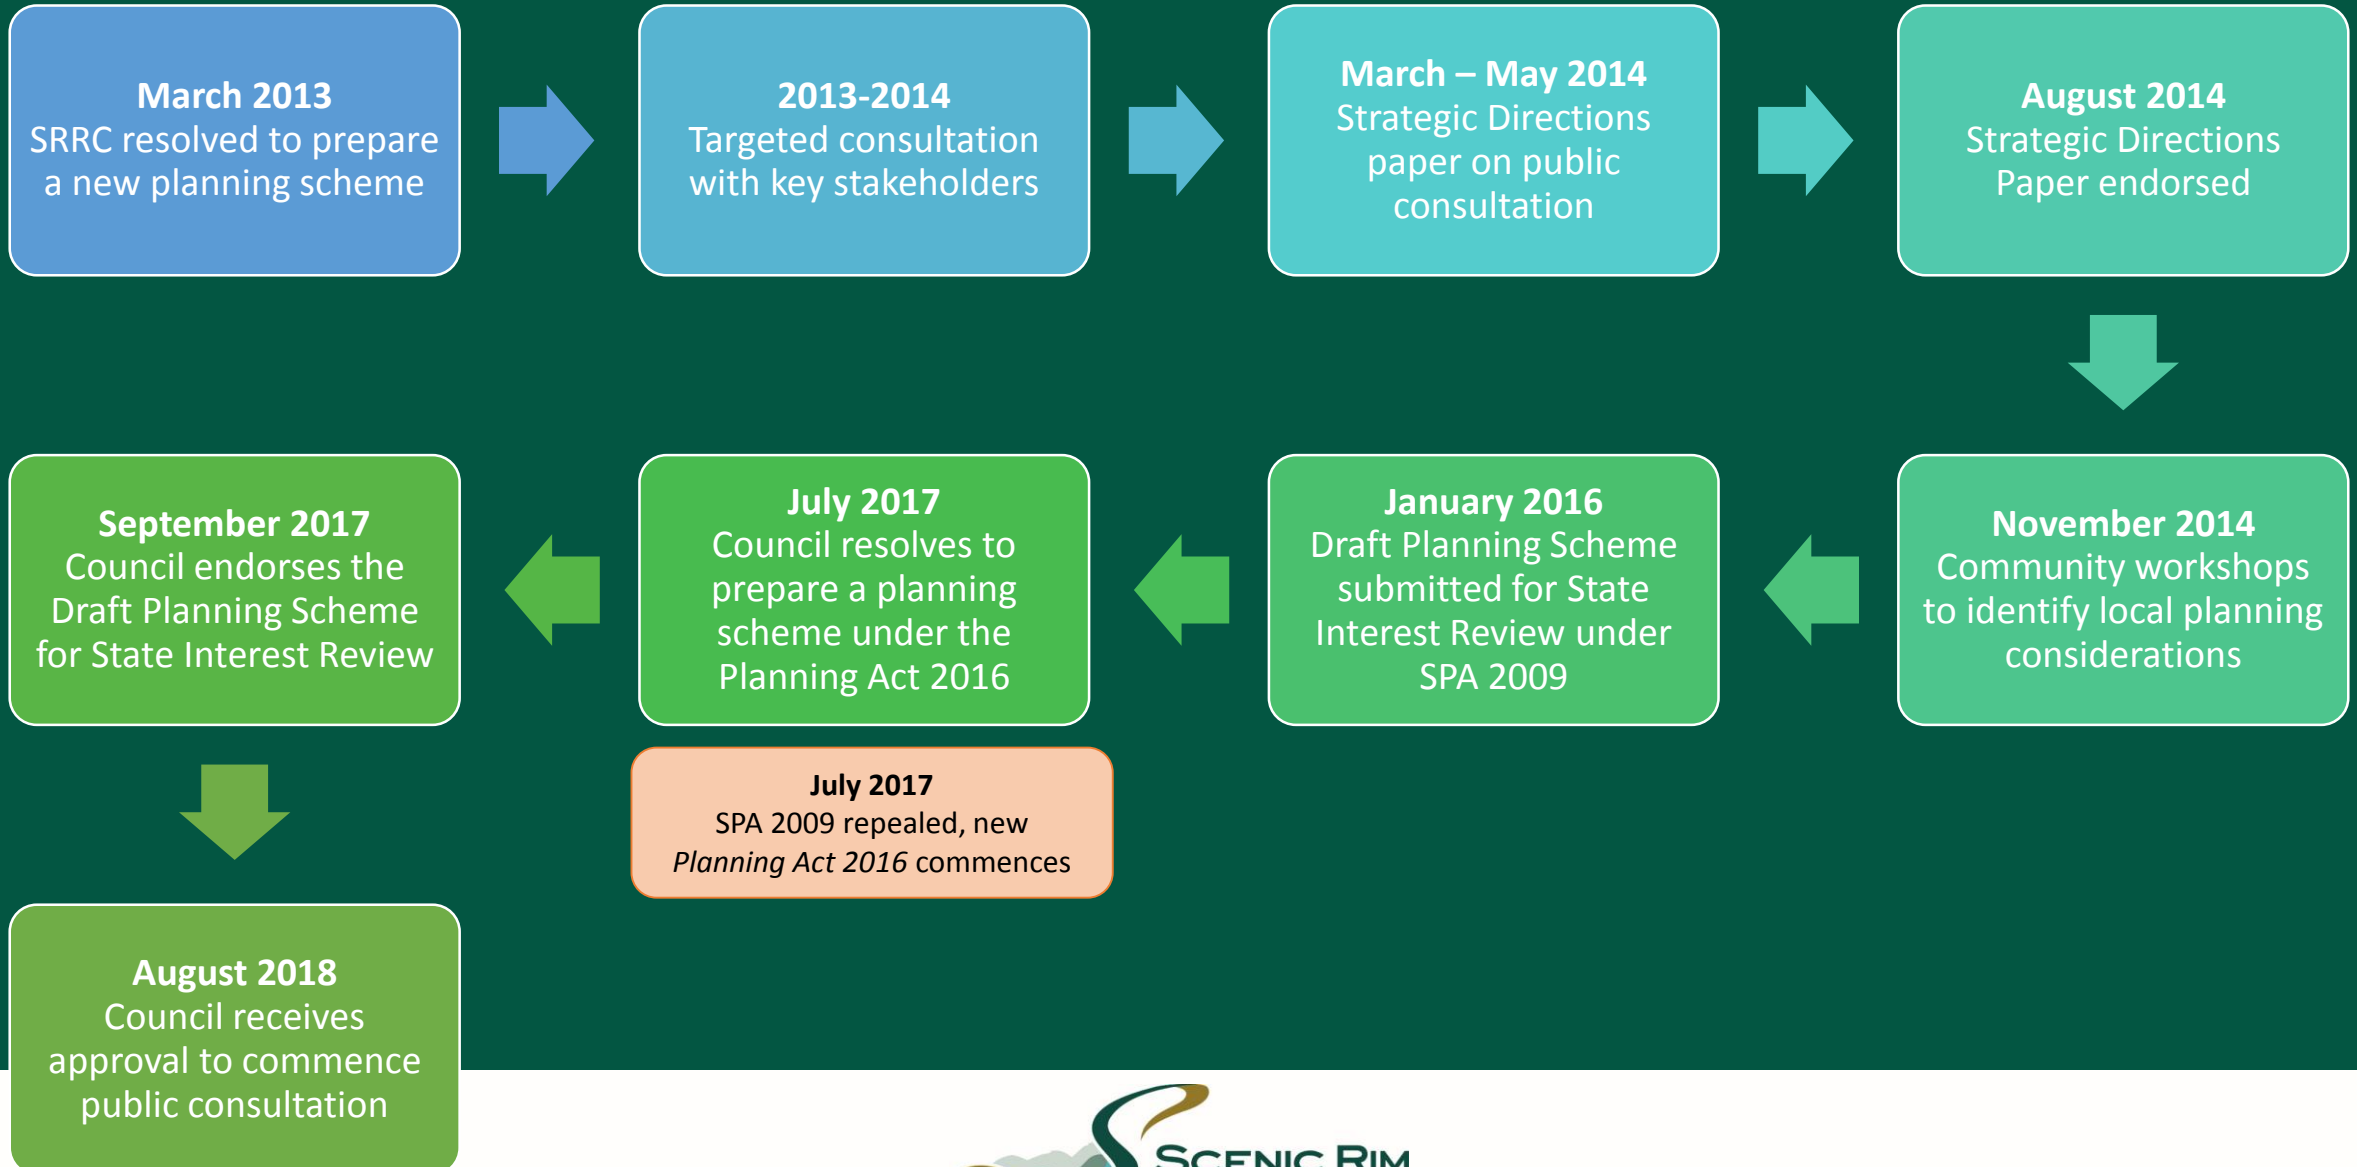 March 2013
SRRC resolved to prepare
a new planning scheme
2013-2014
Targeted consultation
with key stakeholders
March – May 2014
Strategic Directions
paper on public
consultation
August 2014
Strategic Directions
Paper endorsed
November 2014
Community workshops
to identify local planning
considerations
January 2016
Draft Planning Scheme
submitted for State
Interest Review under
SPA 2009
July 2017
Council resolves to
prepare a planning
scheme under the
Planning Act 2016
July 2017
SPA 2009 repealed, new
Planning Act 2016 commences
September 2017
Council endorses the
Draft Planning Scheme
for State Interest Review
August 2018
Council receives
approval to commence
public consultation
SCENIC RIM